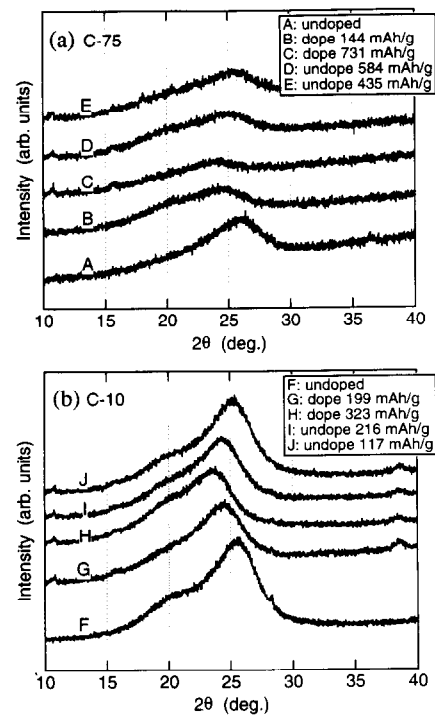 (a) C-75
A: undoped
B: dope 144 mAh/g
C: dope 731 mAh/g
D: undope 584 mAh/g
E: undope 435 mAh/g
Intensity (arb. units)
E
D
C
B
A
10 15 20 25 30 35 40
2θ (deg.)
(b) C-10
F: undoped
G: dope 199 mAh/g
H: dope 323 mAh/g
I: undope 216 mAh/g
J: undope 117 mAh/g
Intensity (arb. units)
J
I
H
G
F
10 15 20 25 30 35 40
2θ (deg.)